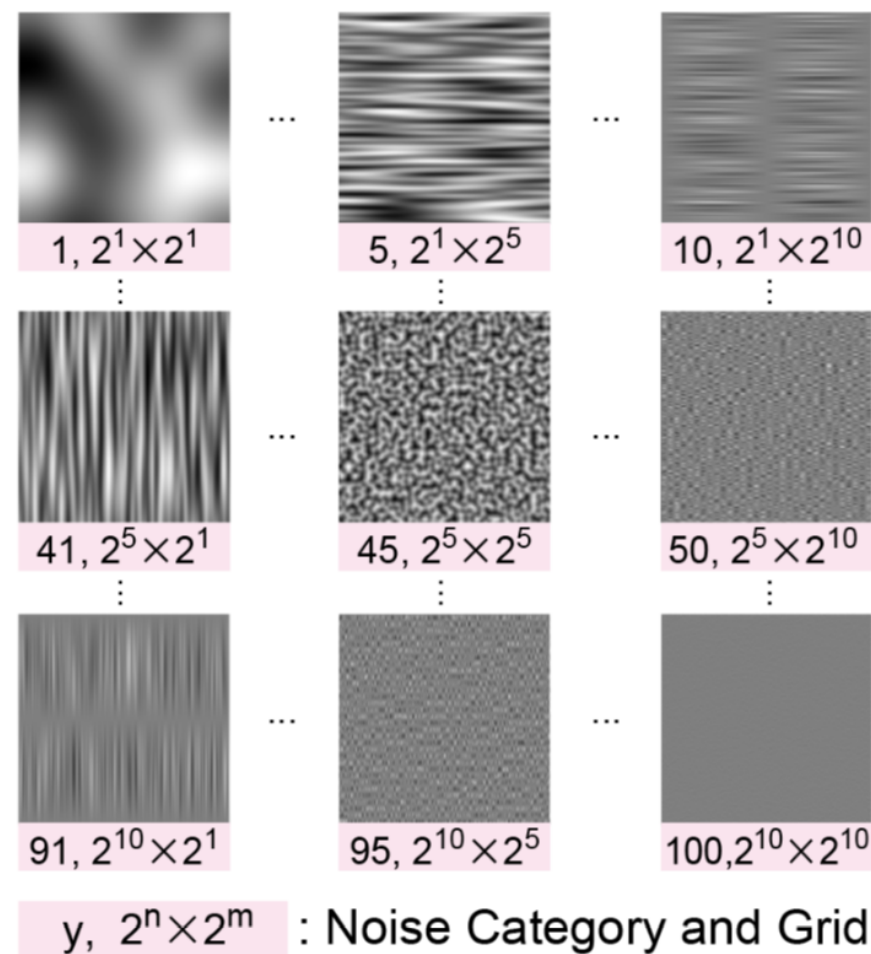 ... ...
1, 2¹×2¹ 5, 2¹×2⁵ 10, 2¹×2¹⁰
⋮ ⋮ ⋮
... ...
41, 2⁵×2¹ 45, 2⁵×2⁵ 50, 2⁵×2¹⁰
⋮ ⋮ ⋮
... ...
91, 2¹⁰×2¹ 95, 2¹⁰×2⁵ 100,2¹⁰×2¹⁰
y, 2ⁿ×2ᵐ : Noise Category and Grid